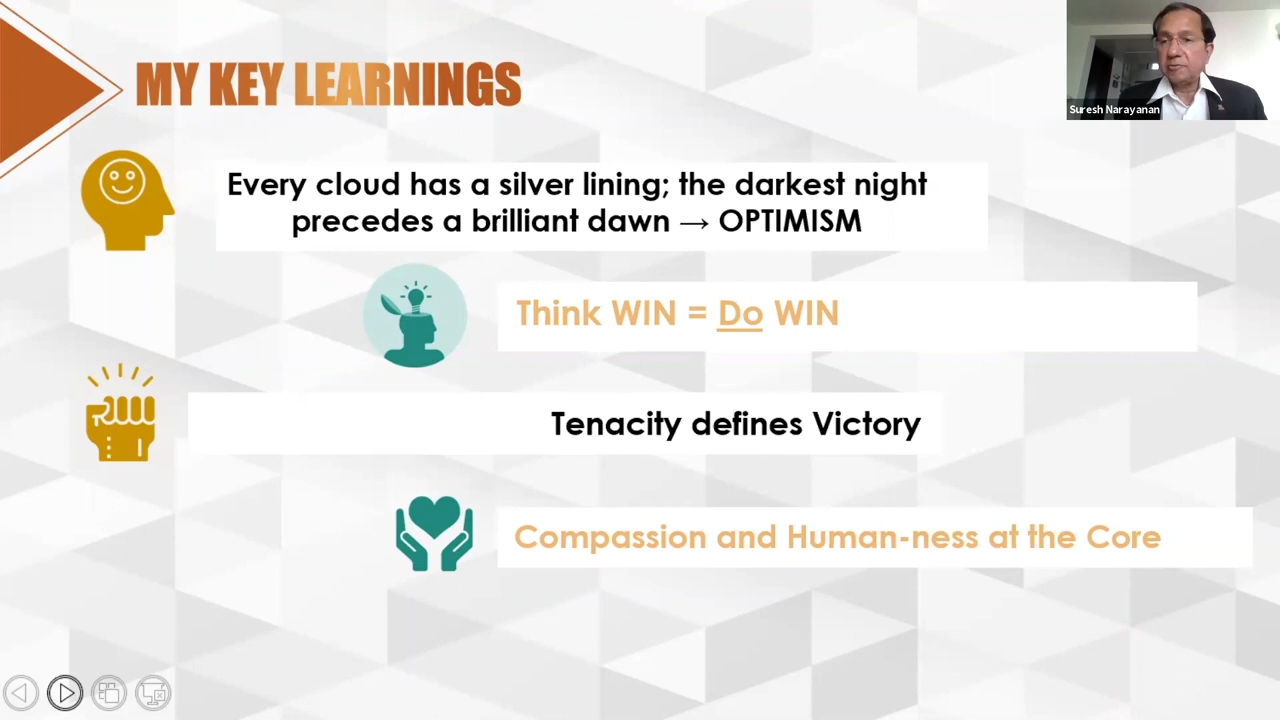 MY KEY LEARNINGS
Suresh Narayanan
Every cloud has a silver lining; the darkest night
precedes a brilliant dawn → OPTIMISM
Think WIN = Do WIN
Tenacity defines Victory
Compassion and Human-ness at the Core